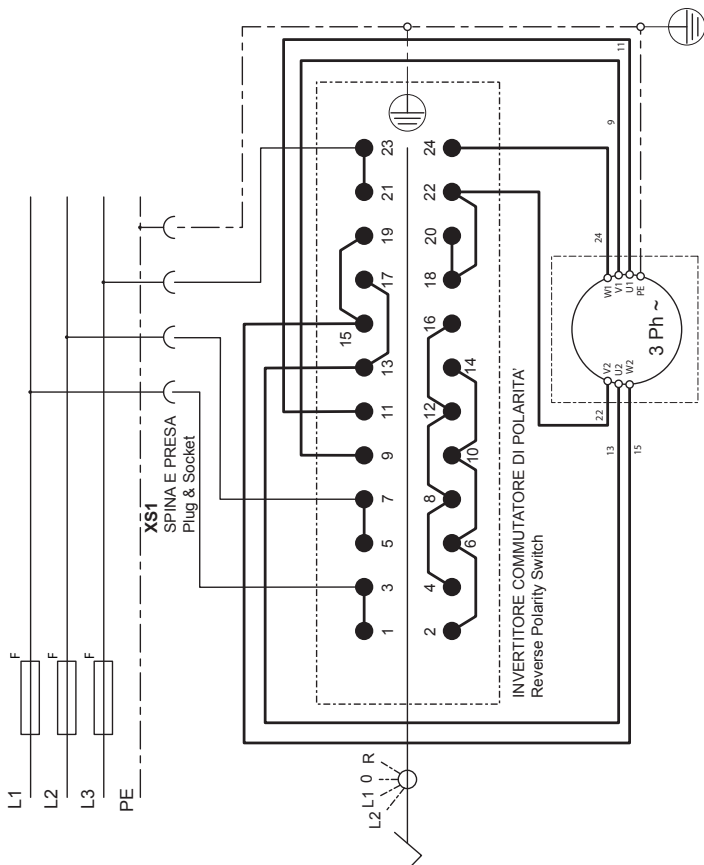 L1
L2
L3
PE
F
F
F
XS1
SPINA E PRESA
Plug & Socket
1
3
5
7
9
11
13
15
17
19
21
23
2
4
6
8
10
12
14
16
18
20
22
24
INVERTITORE COMMUTATORE DI POLARITA'
Reverse Polarity Switch
L2 L1 0 R
11
9
24
22
13
15
W1
V1
U1
PE
V2
U2
W2
3 Ph ~